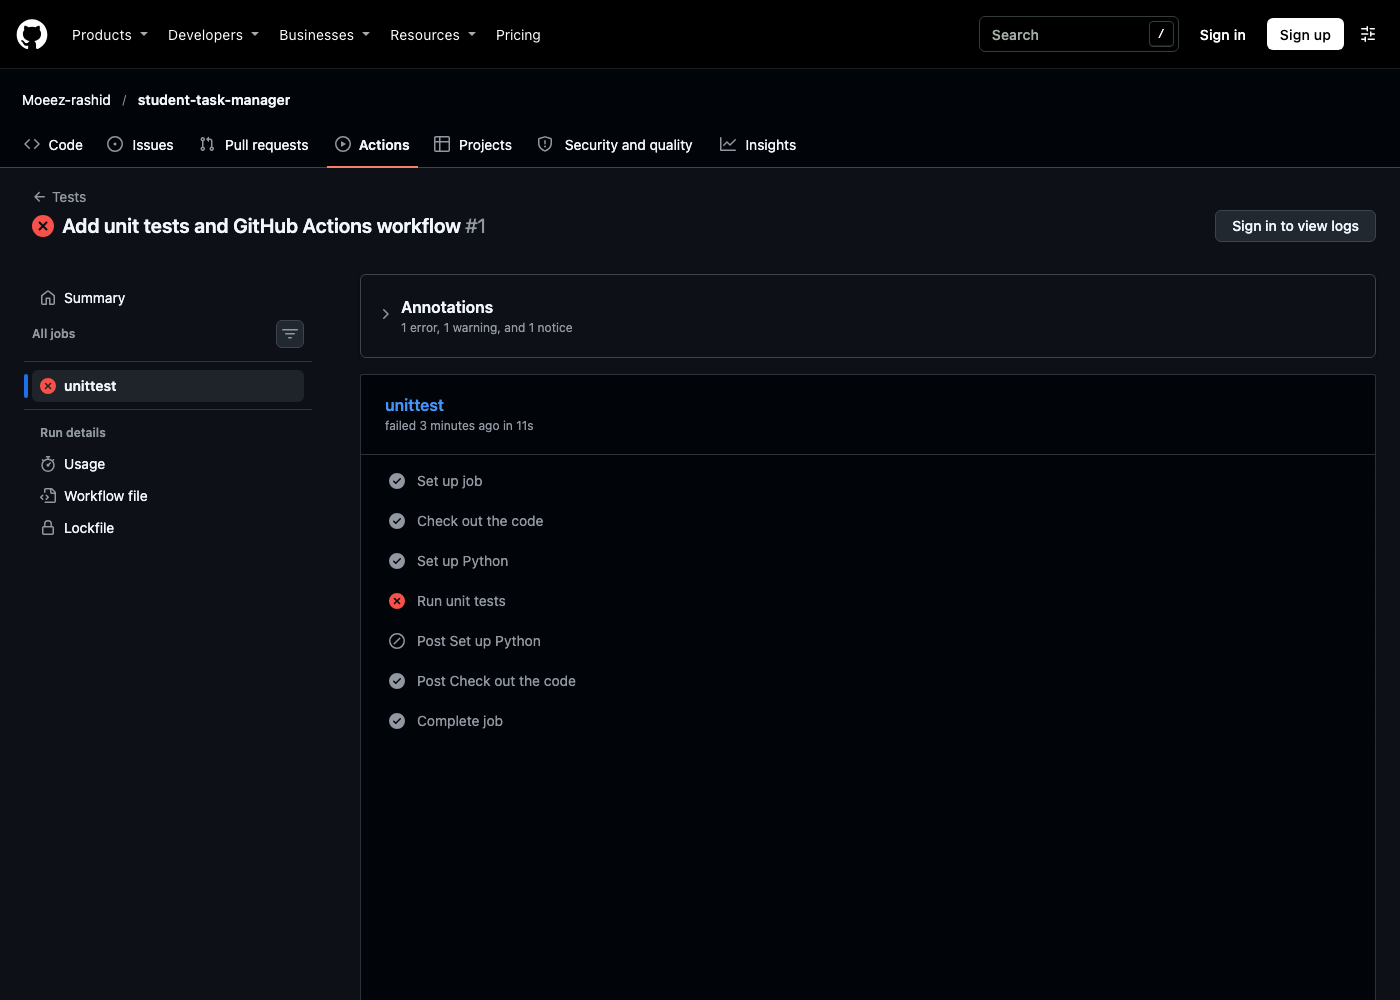 Products Developers Businesses Resources Pricing Search / Sign in Sign up
Moeez-rashid / student-task-manager
Code Issues Pull requests Actions Projects Security and quality Insights
Tests
Add unit tests and GitHub Actions workflow #1
Sign in to view logs
Summary
All jobs
unittest
Run details
Usage
Workflow file
Lockfile
Annotations
1 error, 1 warning, and 1 notice
unittest
failed 3 minutes ago in 11s
Set up job
Check out the code
Set up Python
Run unit tests
Post Set up Python
Post Check out the code
Complete job